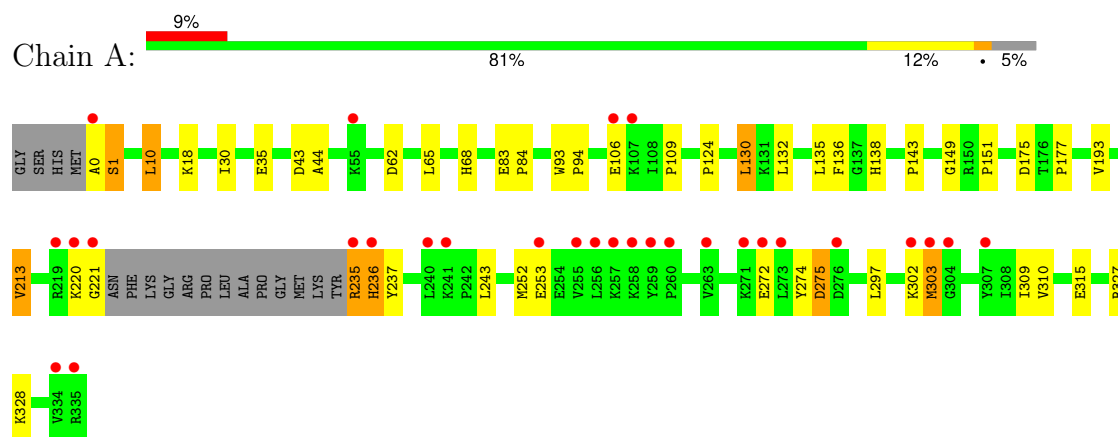 9%
Chain A:
81% 12% • 5%
GLY SER HIS MET A0 S1 L10 K18 I30 E35 D43 A44 K55 D62 L65 H68 E83 P84 W93 P94 E106 K107 I108 P109 P124 L130 K131 L132 L135 F136 G137 H138 P143 G149 R150 P151 D175 T176 P177 V193
V213 R219 K220 G221 ASN PHE LYS GLY ARG PRO LEU ALA PRO GLY MET LYS TYR R235 H236 Y237 L240 K241 P242 L243 M252 E253 E254 V255 L256 K257 K258 Y259 P260 V263 K271 E272 L273 Y274 D275 D276 L297 K302 M303 G304 Y307 I308 I309 V310 E315
K328 V334 R335